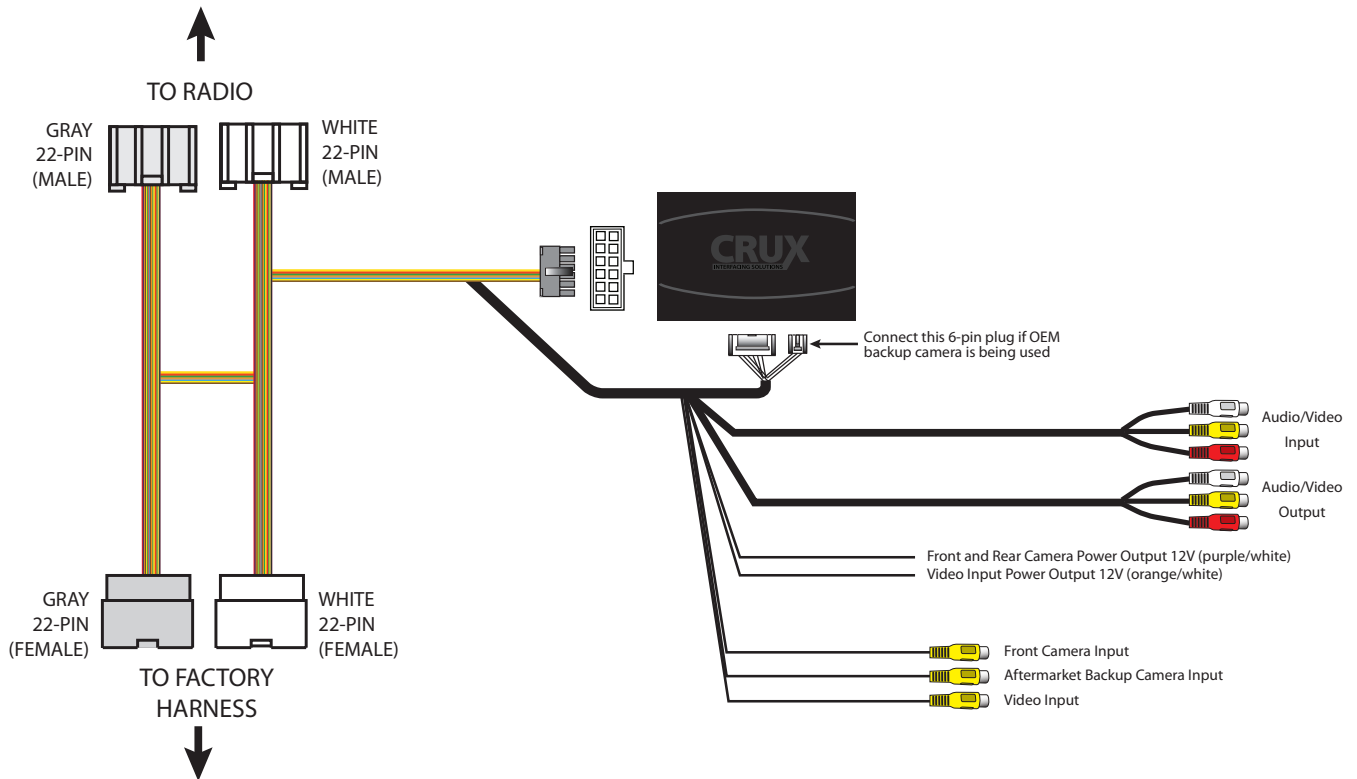 TO RADIO
GRAY
22-PIN
(MALE)
WHITE
22-PIN
(MALE)
CRUX
INTERFACING SOLUTIONS
Connect this 6-pin plug if OEM
backup camera is being used
Audio/Video
Input
Audio/Video
Output
Front and Rear Camera Power Output 12V (purple/white)
Video Input Power Output 12V (orange/white)
GRAY
22-PIN
(FEMALE)
WHITE
22-PIN
(FEMALE)
Front Camera Input
Aftermarket Backup Camera Input
Video Input
TO FACTORY
HARNESS